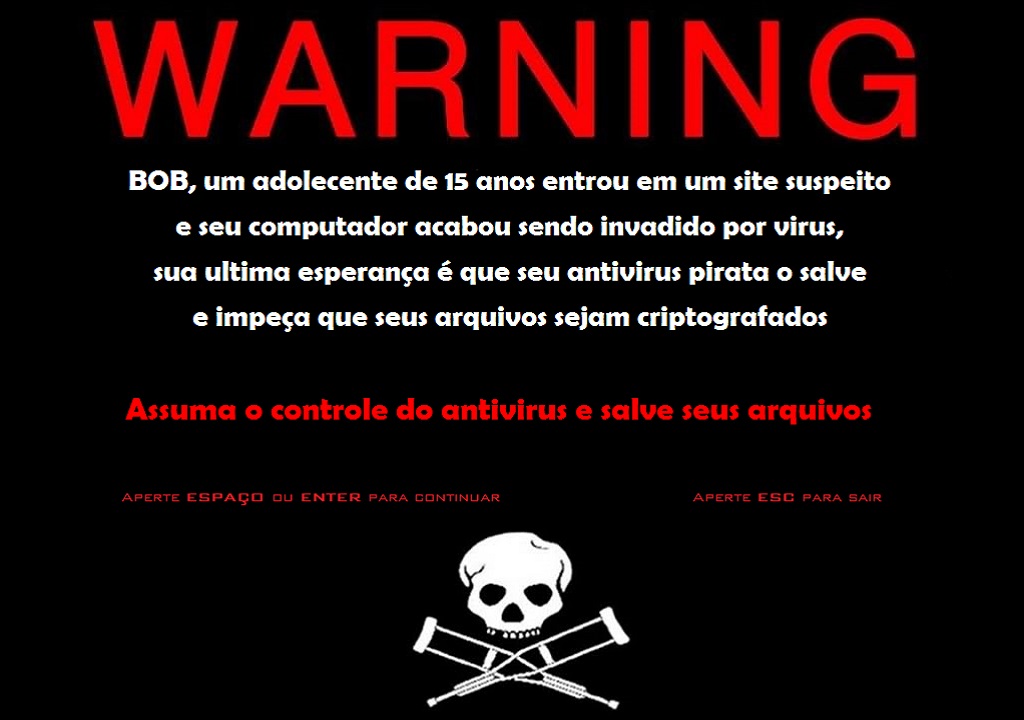 WARNING
BOB, um adolecente de 15 anos entrou em um site suspeito
e seu computador acabou sendo invadido por virus,
sua ultima esperança é que seu antivirus pirata o salve
e impeça que seus arquivos sejam criptografados
Assuma o controle do antivirus e salve seus arquivos
Aperte ESPAÇO ou ENTER para continuar
Aperte ESC para sair